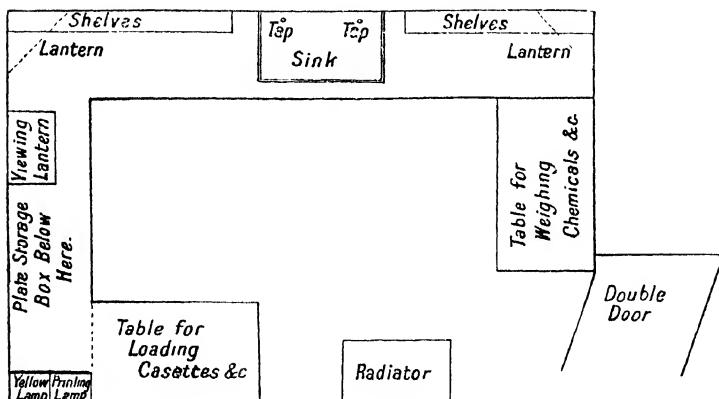 Shelves
Tap
Tap
Shelves
Lantern
Sink
Lantern
Viewing
Lantern
Table for
Weighing
Chemicals &c.
Plate Storage
Box Below
Here.
Double
Door
Table for
Loading
Casettes &c
Radiator
Yellow
Lamp
Printing
Lamp